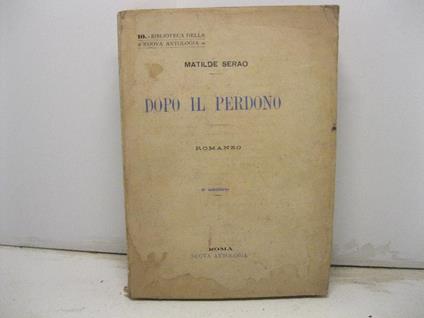 10. - BIBLIOTECA DELLA
« NUOVA ANTOLOGIA »
MATILDE SERAO
DOPO IL PERDONO
ROMANZO
ROMA
NUOVA ANTOLOGIA